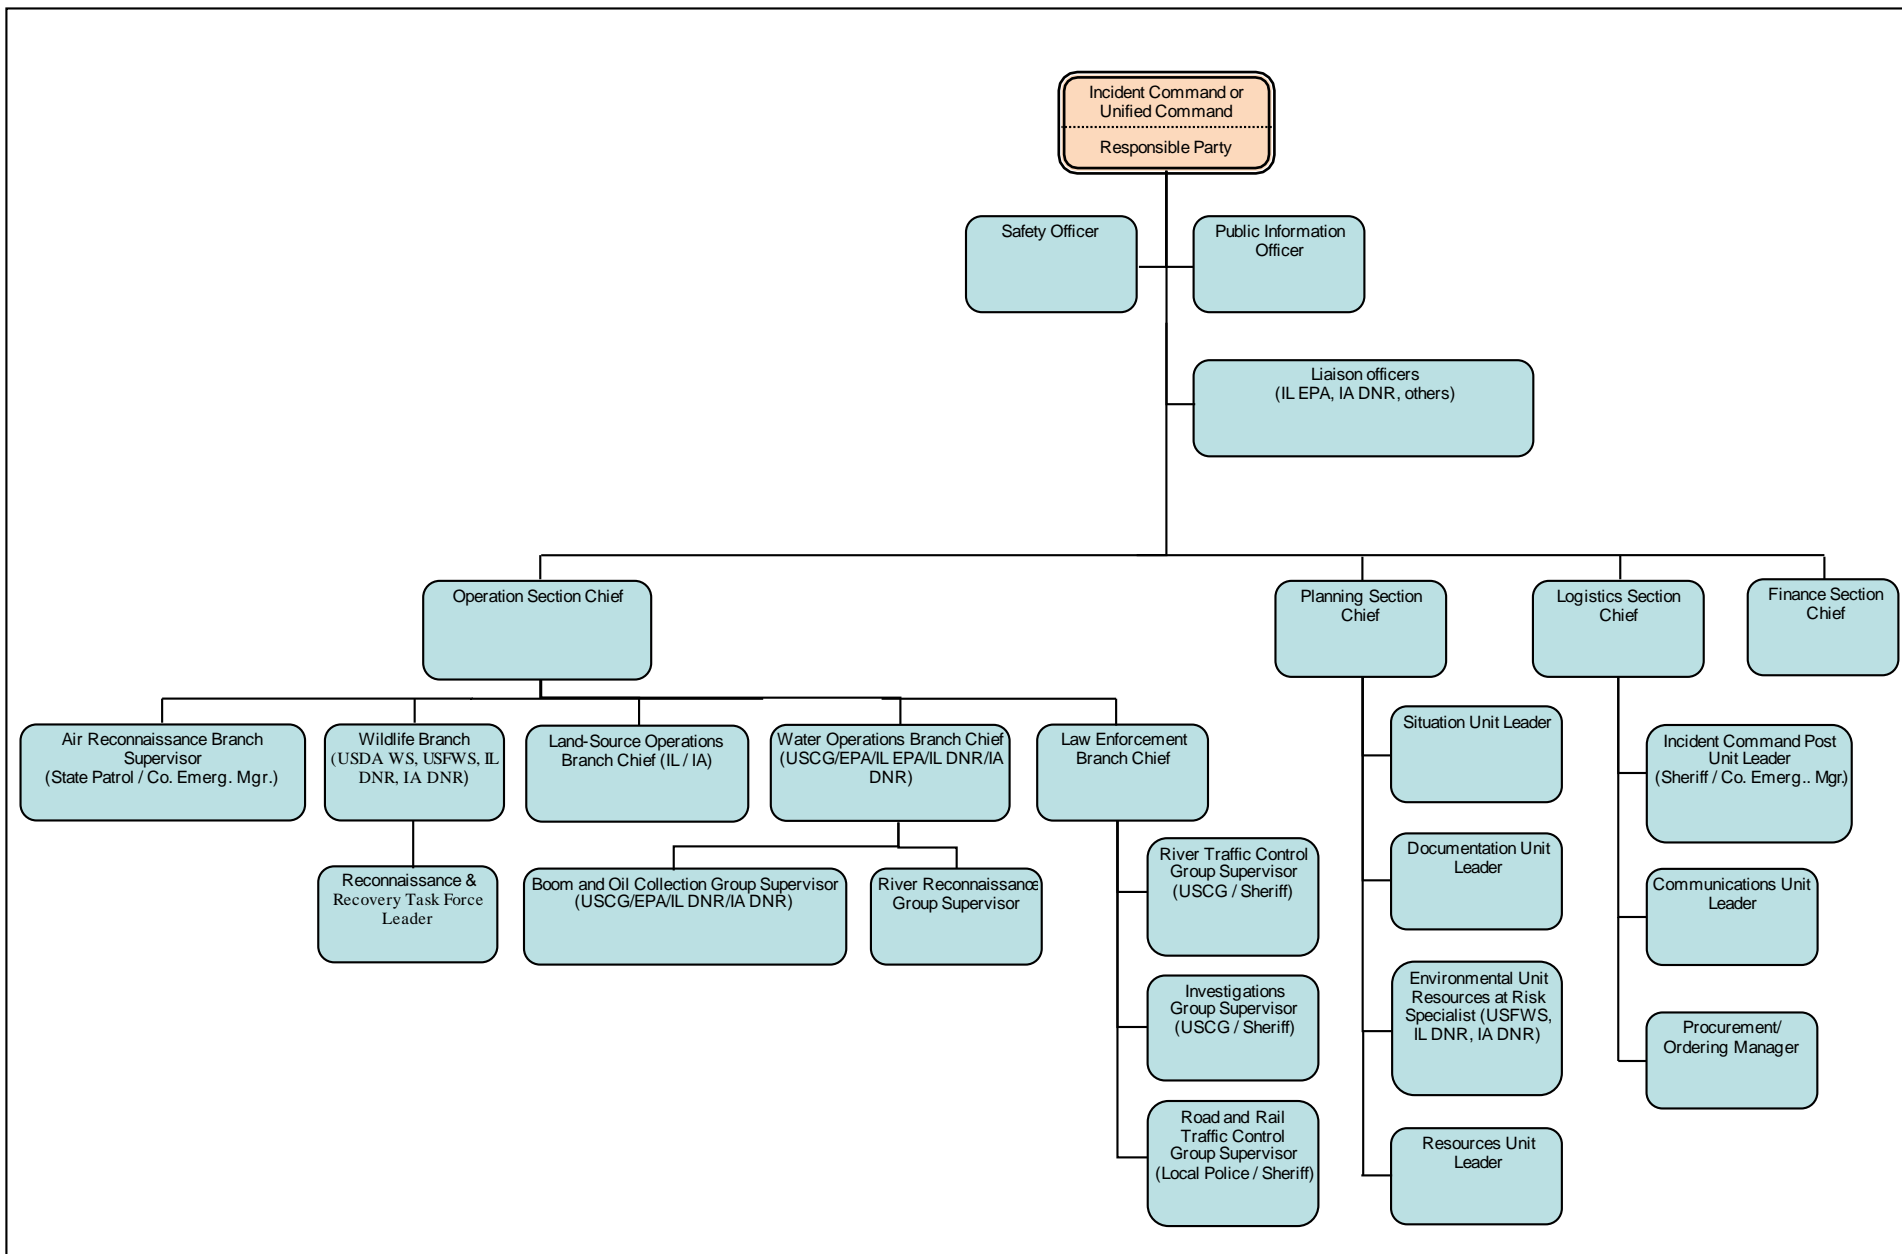 Incident Command or
Unified Command
Responsible Party
Safety Officer
Public Information
Officer
Liaison officers
(IL EPA, IA DNR, others)
Operation Section Chief
Planning Section
Chief
Logistics Section
Chief
Finance Section
Chief
Air Reconnaissance Branch
Supervisor
(State Patrol / Co. Emerg. Mgr.)
Wildlife Branch
(USDA WS, USFWS, IL
DNR, IA DNR)
Land-Source Operations
Branch Chief (IL / IA)
Water Operations Branch Chief
(USCG/EPA/IL EPA/IL DNR/IA
DNR)
Law Enforcement
Branch Chief
Reconnaissance &
Recovery Task Force
Leader
Boom and Oil Collection Group Supervisor
(USCG/EPA/IL DNR/IA DNR)
River Reconnaissance
Group Supervisor
River Traffic Control
Group Supervisor
(USCG / Sheriff)
Investigations
Group Supervisor
(USCG / Sheriff)
Road and Rail
Traffic Control
Group Supervisor
(Local Police / Sheriff)
Situation Unit Leader
Documentation Unit
Leader
Environmental Unit
Resources at Risk
Specialist (USFWS,
IL DNR, IA DNR)
Resources Unit
Leader
Incident Command Post
Unit Leader
(Sheriff / Co. Emerg.. Mgr.)
Communications Unit
Leader
Procurement/
Ordering Manager